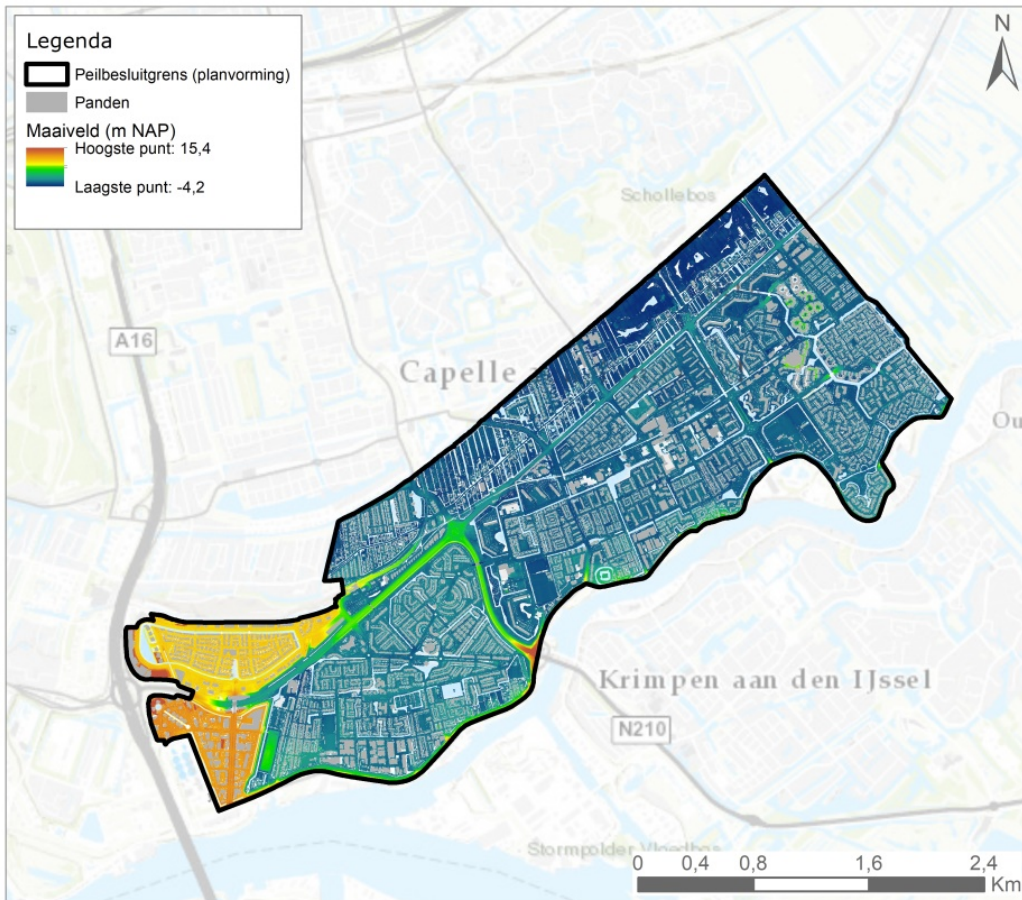 Legenda
Peilbesluitgrens (planvorming)
Panden
Maaiveld (m NAP)
Hoogste punt: 15,4
Laagste punt: -4,2
N
Schollebos
A16
Capelle
Ou
Krimpen aan den IJssel
N210
Stormpolder Vloedbos
0 0,4 0,8 1,6 2,4
Km